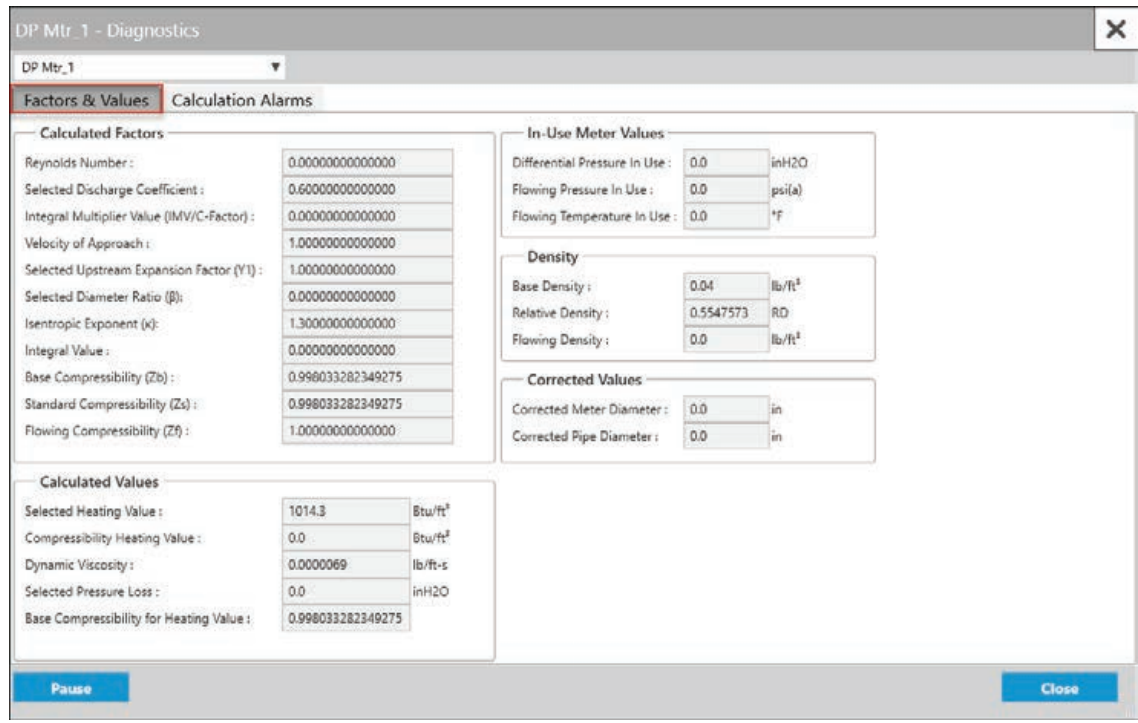 DP Mtr_1 - Diagnostics
DP Mtr_1
Factors & Values Calculation Alarms
Calculated Factors
Reynolds Number : 0.00000000000000
Selected Discharge Coefficient : 0.60000000000000
Integral Multiplier Value (IMV/C-Factor) : 0.00000000000000
Velocity of Approach : 1.00000000000000
Selected Upstream Expansion Factor (Y1) : 1.00000000000000
Selected Diameter Ratio (β): 0.00000000000000
Isentropic Exponent (κ): 1.30000000000000
Integral Value : 0.00000000000000
Base Compressibility (Zb) : 0.998033282349275
Standard Compressibility (Zs) : 0.998033282349275
Flowing Compressibility (Zf) : 1.00000000000000
Calculated Values
Selected Heating Value : 1014.3 Btu/ft³
Compressibility Heating Value : 0.0 Btu/ft³
Dynamic Viscosity : 0.0000069 lb/ft-s
Selected Pressure Loss : 0.0 inH2O
Base Compressibility for Heating Value : 0.998033282349275
In-Use Meter Values
Differential Pressure In Use : 0.0 inH2O
Flowing Pressure In Use : 0.0 psi(a)
Flowing Temperature In Use : 0.0 °F
Density
Base Density : 0.04 lb/ft³
Relative Density : 0.5547573 RD
Flowing Density : 0.0 lb/ft³
Corrected Values
Corrected Meter Diameter : 0.0 in
Corrected Pipe Diameter : 0.0 in
Pause
Close